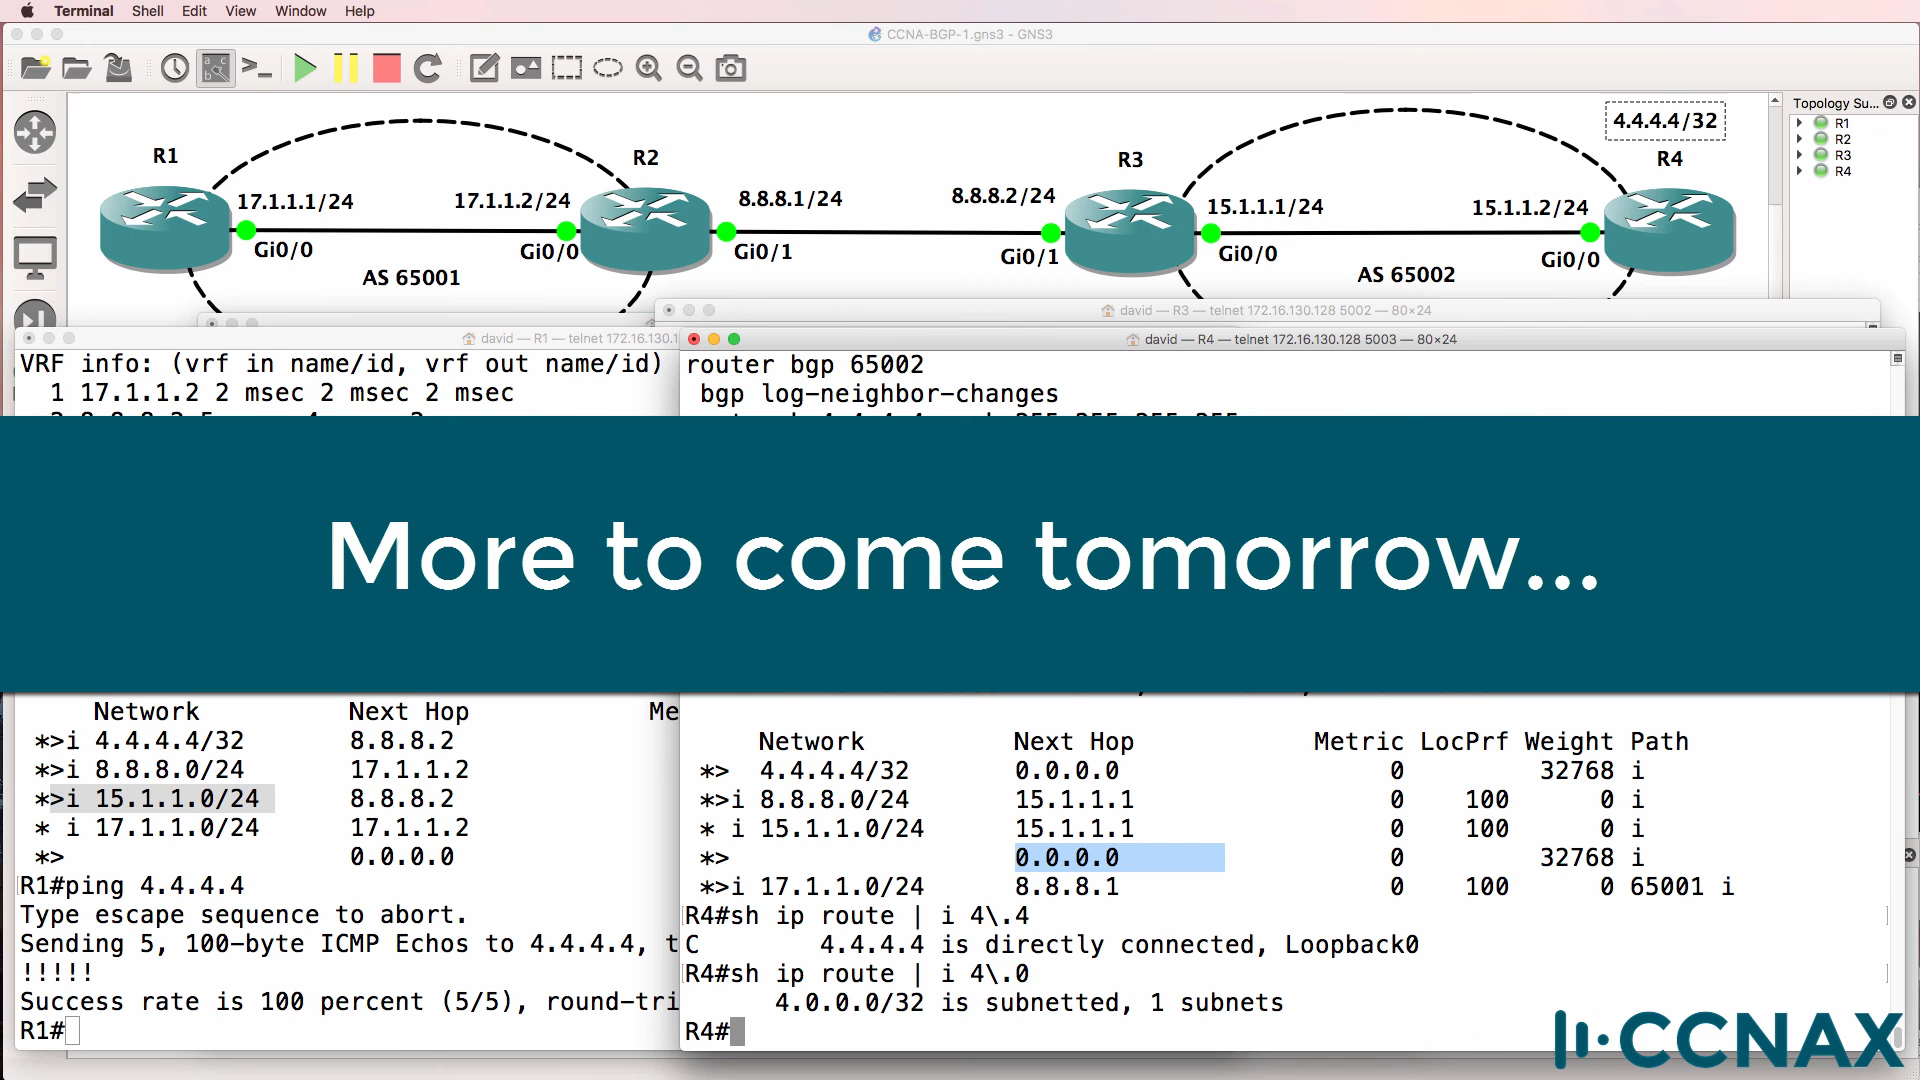 Terminal Shell Edit View Window Help
CCNA-BGP-1.gns3 - GNS3
Topology Su...
R1
R2
R3
R4
4.4.4.4/32
R1
R2
R3
R4
17.1.1.1/24
17.1.1.2/24
8.8.8.1/24
8.8.8.2/24
15.1.1.1/24
15.1.1.2/24
Gi0/0
Gi0/0
Gi0/1
Gi0/1
Gi0/0
Gi0/0
AS 65001
AS 65002
david — R3 — telnet 172.16.130.128 5002 — 80×24
david — R1 — telnet 172.16.130.1
VRF info: (vrf in name/id, vrf out name/id)
1 17.1.1.2 2 msec 2 msec 2 msec
david — R4 — telnet 172.16.130.128 5003 — 80×24
router bgp 65002
bgp log-neighbor-changes
More to come tomorrow...
Network Next Hop Me
*>i 4.4.4.4/32 8.8.8.2
*>i 8.8.8.0/24 17.1.1.2
*>i 15.1.1.0/24 8.8.8.2
* i 17.1.1.0/24 17.1.1.2
*> 0.0.0.0
R1#ping 4.4.4.4
Type escape sequence to abort.
Sending 5, 100-byte ICMP Echos to 4.4.4.4, t
!!!!!
Success rate is 100 percent (5/5), round-tri
R1#
Network Next Hop Metric LocPrf Weight Path
*> 4.4.4.4/32 0.0.0.0 0 32768 i
*>i 8.8.8.0/24 15.1.1.1 0 100 0 i
* i 15.1.1.0/24 15.1.1.1 0 100 0 i
*> 0.0.0.0 0 32768 i
*>i 17.1.1.0/24 8.8.8.1 0 100 0 65001 i
R4#sh ip route | i 4\.4
C 4.4.4.4 is directly connected, Loopback0
R4#sh ip route | i 4\.0
4.0.0.0/32 is subnetted, 1 subnets
R4#
CCNAX